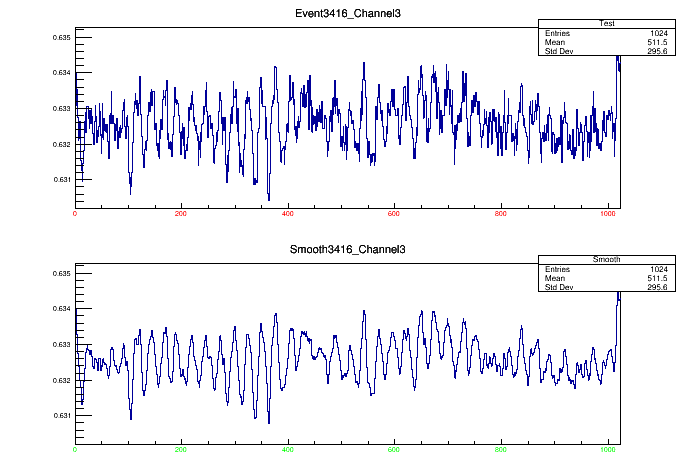 Event3416_Channel3
Test
Entries 1024
Mean 511.5
Std Dev 295.6
0.635
0.634
0.633
0.632
0.631
0 200 400 600 800 1000
Smooth3416_Channel3
Smooth
Entries 1024
Mean 511.5
Std Dev 295.6
0.635
0.634
0.633
0.632
0.631
0 200 400 600 800 1000